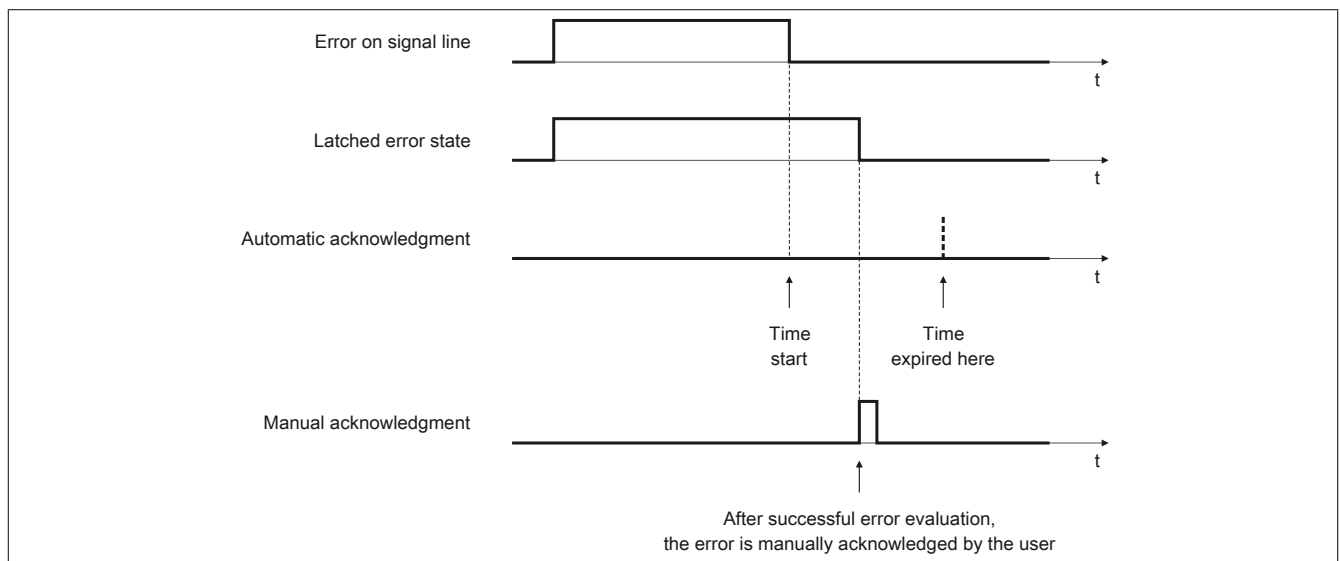 Error on signal line
t
Latched error state
t
Automatic acknowledgment
t
Time
start
Time
expired here
Manual acknowledgment
t
After successful error evaluation,
the error is manually acknowledged by the user